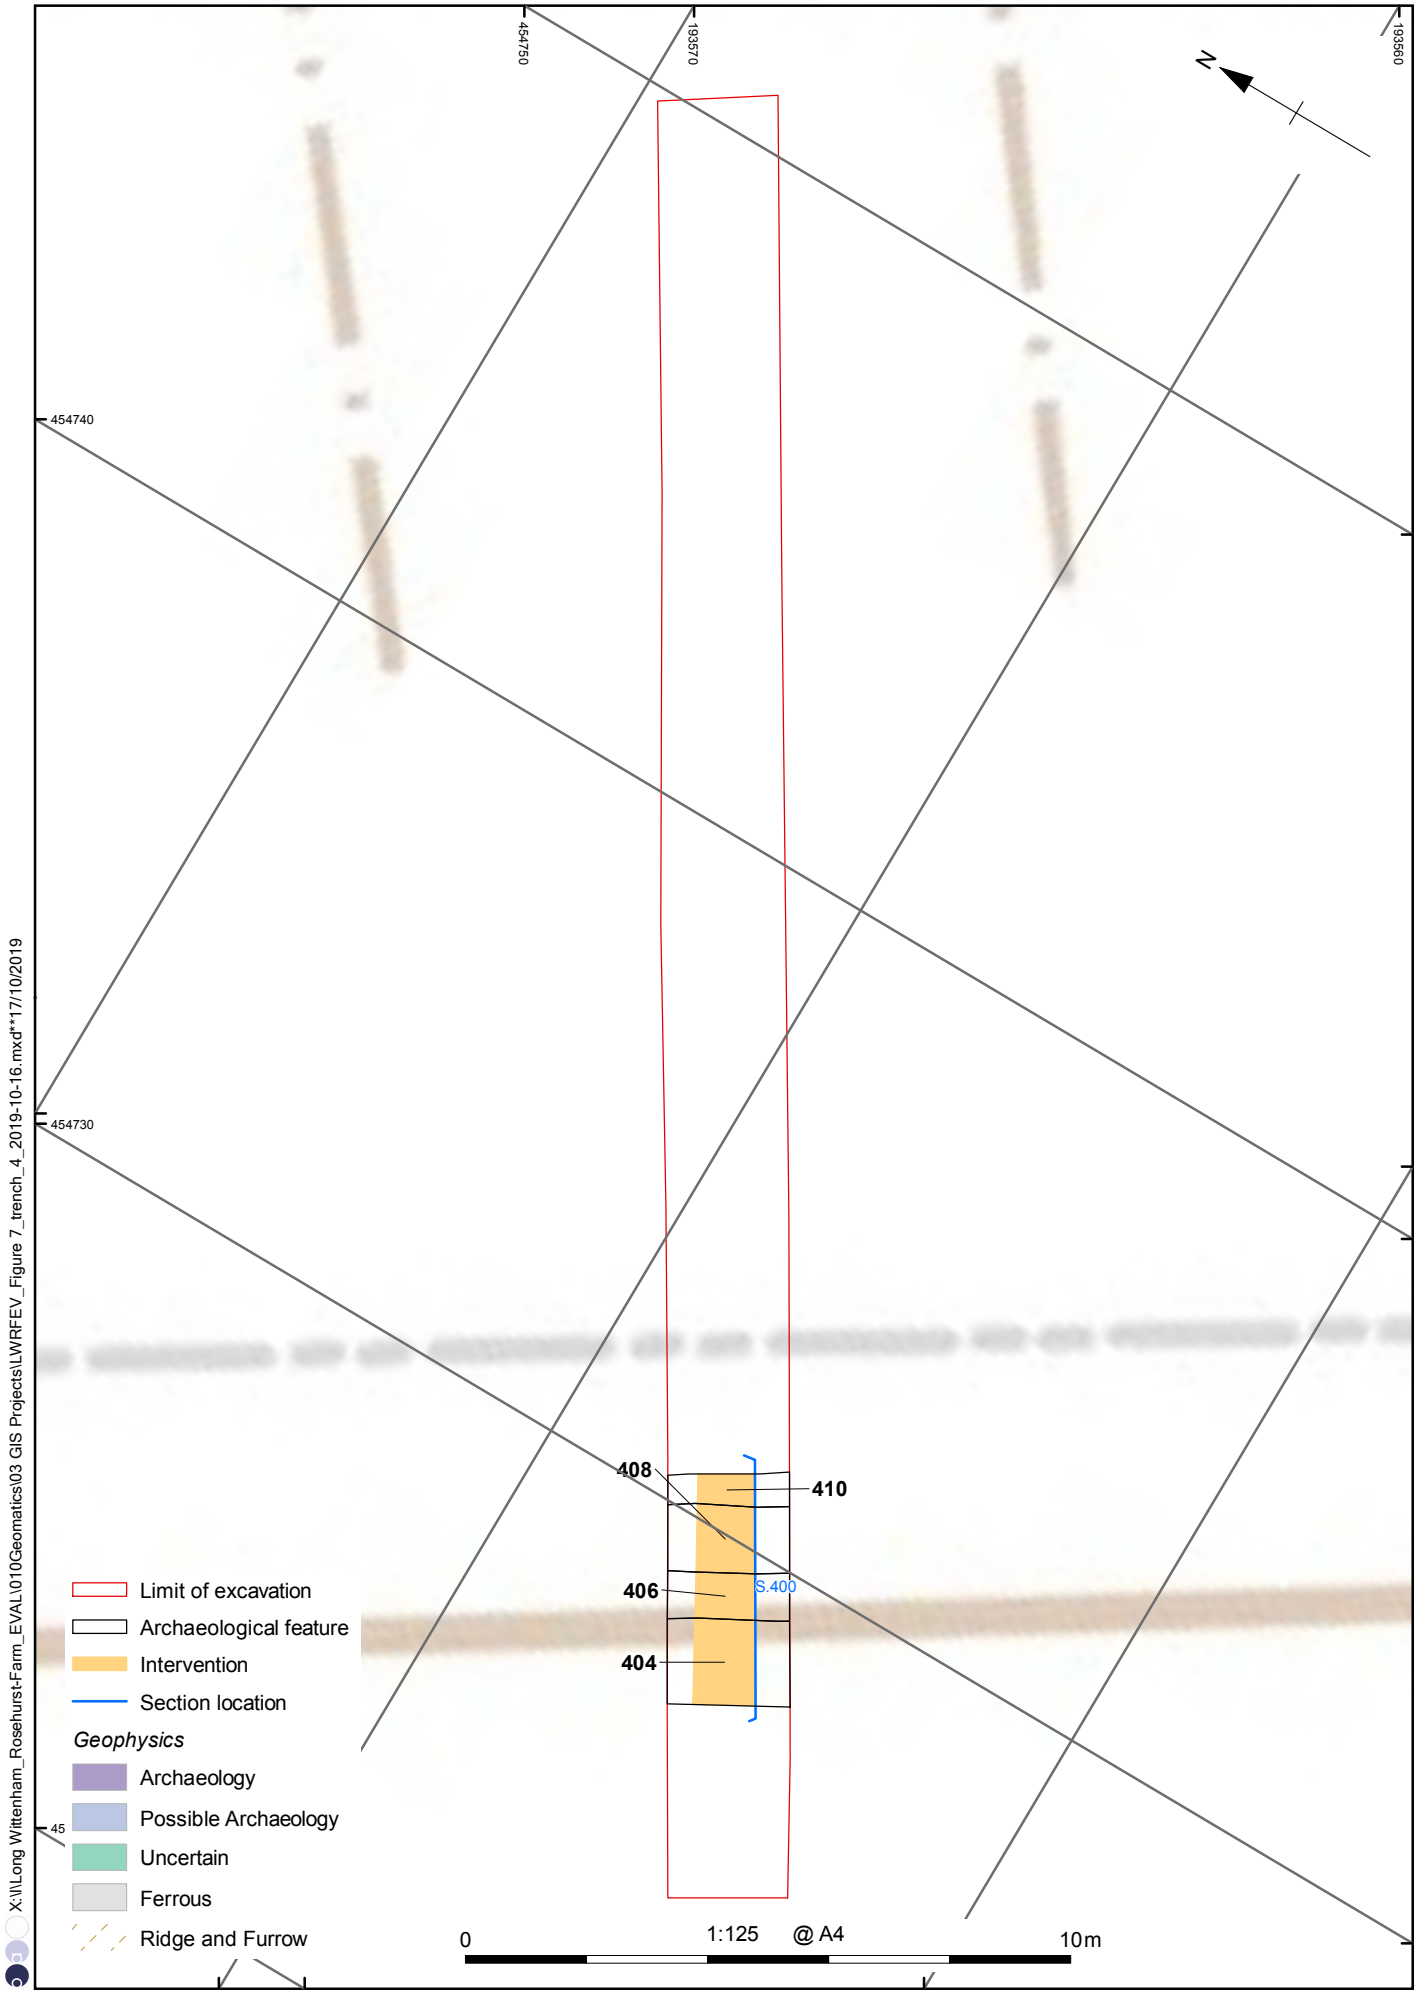 454750
193570
193560
N
454740
454730
408
410
406
S.400
404
Limit of excavation
Archaeological feature
Intervention
Section location
Geophysics
Archaeology
Possible Archaeology
Uncertain
Ferrous
Ridge and Furrow
45
0
1:125 @ A4
10m
X:\l\Long Wittenham_Rosehurst-Farm_EVAL\010Geomatics\03 GIS Projects\LWRFEV_Figure 7_trench_4_2019-10-16.mxd**17/10/2019